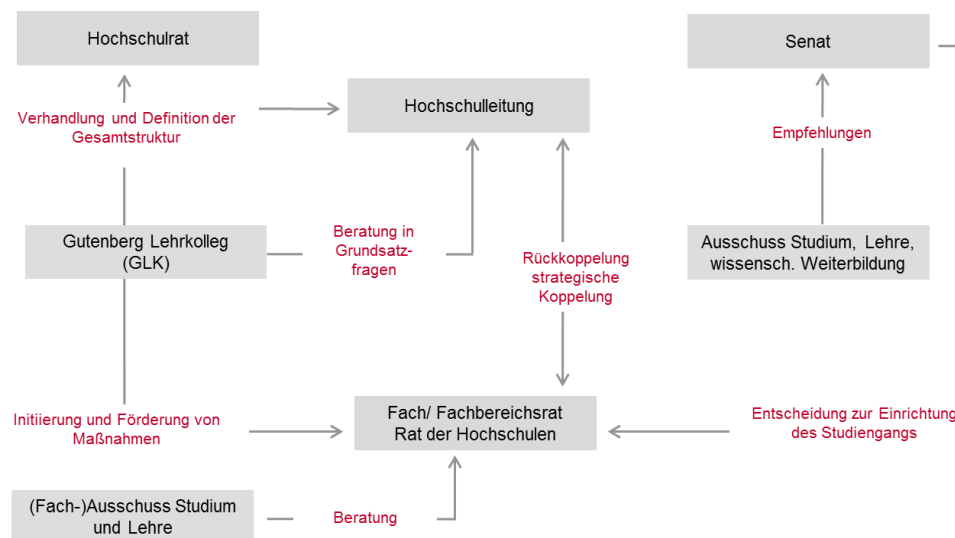 Hochschulrat
Senat
Hochschulleitung
Verhandlung und Definition der
Gesamtstruktur
Empfehlungen
Gutenberg Lehrkolleg
(GLK)
Beratung in
Grundsatz-
fragen
Rückkoppelung
strategische
Koppelung
Ausschuss Studium, Lehre,
wissensch. Weiterbildung
Initiierung und Förderung von
Maßnahmen
Fach/ Fachbereichsrat
Rat der Hochschulen
Entscheidung zur Einrichtung
des Studiengangs
(Fach-)Ausschuss Studium
und Lehre
Beratung